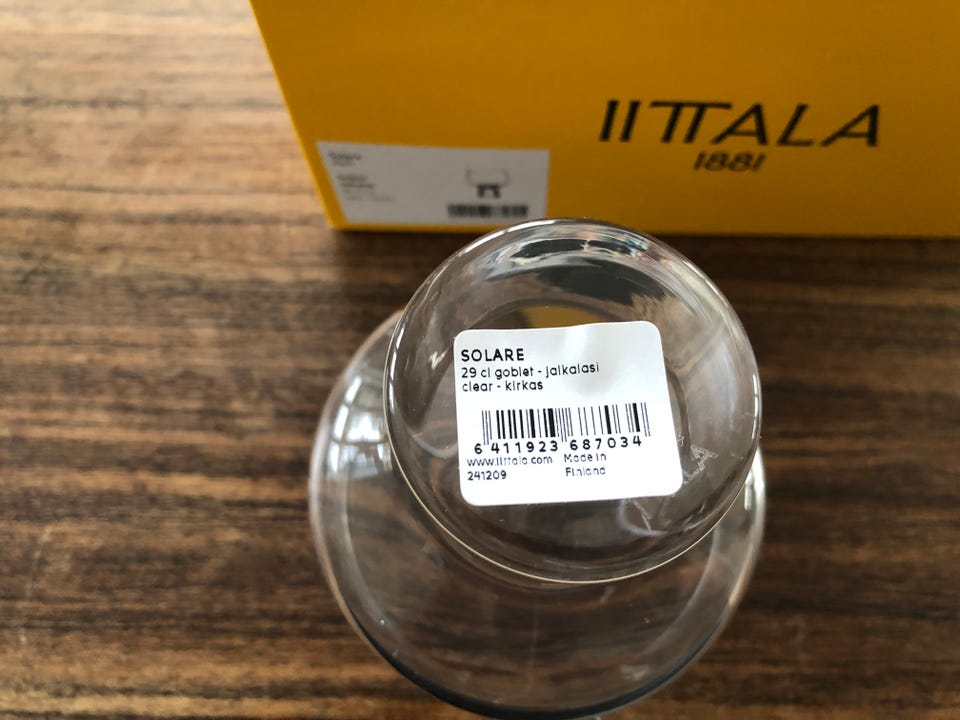 IITTALA
1881
SOLARE
29 cl goblet - jalkalasi
clear - kirkas
6 411923 687034
www.iittala.com Made in
241209 Finland